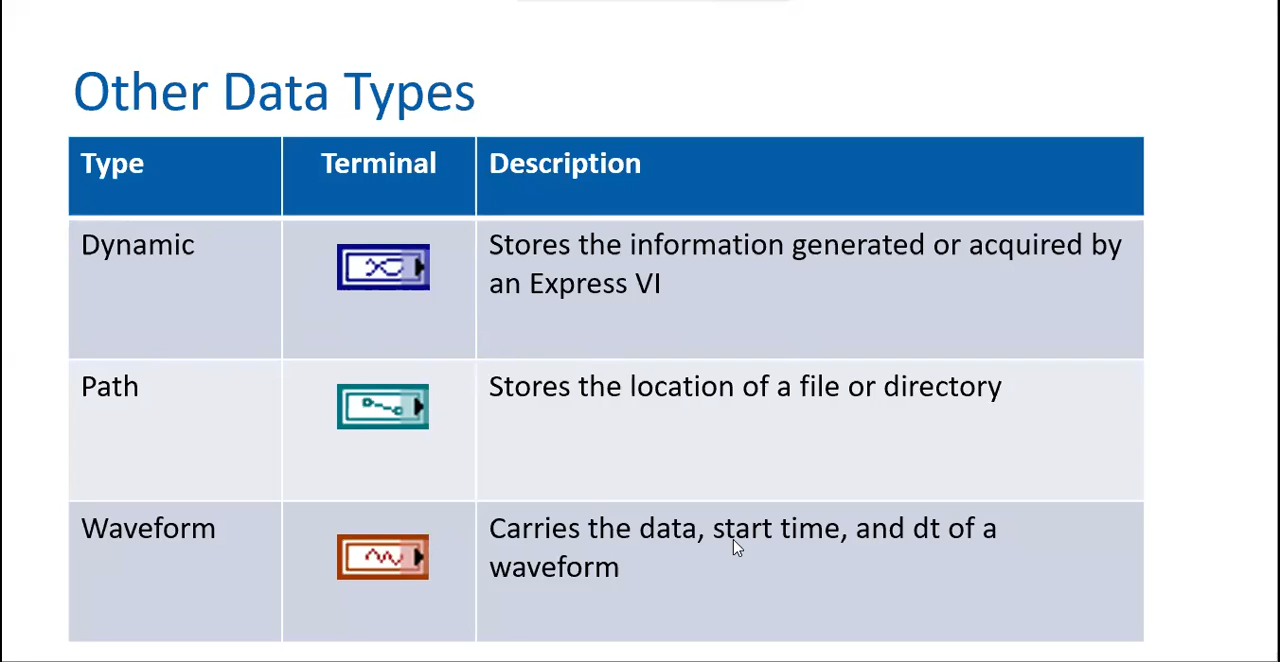 Other Data Types
Type Terminal Description
Dynamic Stores the information generated or acquired by
an Express VI
Path Stores the location of a file or directory
Waveform Carries the data, start time, and dt of a
waveform